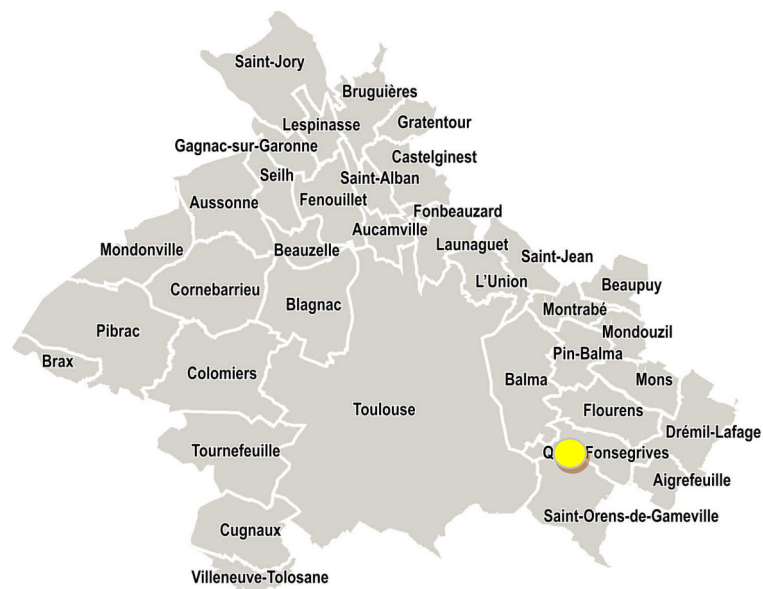 Saint-Jory
Bruguières
Lespinasse
Gratentour
Gagnac-sur-Garonne
Castelginest
Seilh
Saint-Alban
Aussonne
Fenouillet
Fonbeauzard
Aucamville
Launaguet
Mondonville
Beauzelle
Saint-Jean
L'Union
Beaupuy
Cornebarrieu
Blagnac
Montrabé
Pibrac
Mondouzil
Pin-Balma
Brax
Colomiers
Balma
Mons
Toulouse
Flourens
Drémil-Lafage
Tournefeuille
Q Fonsegrives
Aigrefeuille
Saint-Orens-de-Gameville
Cugnaux
Villeneuve-Tolosane